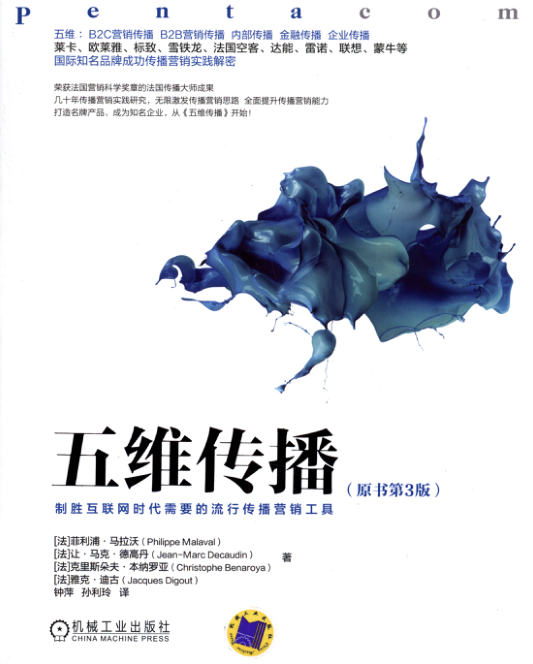 Pentacom
五维：B2C营销传播 B2B营销传播 内部传播 金融传播 企业传播
莱卡、欧莱雅、标致、雪铁龙、法国空客、达能、雷诺、联想、蒙牛等
国际知名品牌成功传播营销实践解密
荣获法国营销科学奖章的法国传播大师成果
几十年传播营销实践研究，无限激发传播营销思路 全面提升传播营销能力
打造名牌产品、成为知名企业，从《五维传播》开始！
五维传播
（原书第3版）
制胜互联网时代需要的流行传播营销工具
[法]菲利浦·马拉沃（Philippe Malaval）
[法]让·马克·德高丹（Jean-Marc Decaudin）
[法]克里斯朵夫·本纳罗亚（Christophe Benaroya）
[法]雅克·迪古（Jacques Digout）
著
钟萍 孙利玲 译
机械工业出版社
CHINA MACHINE PRESS